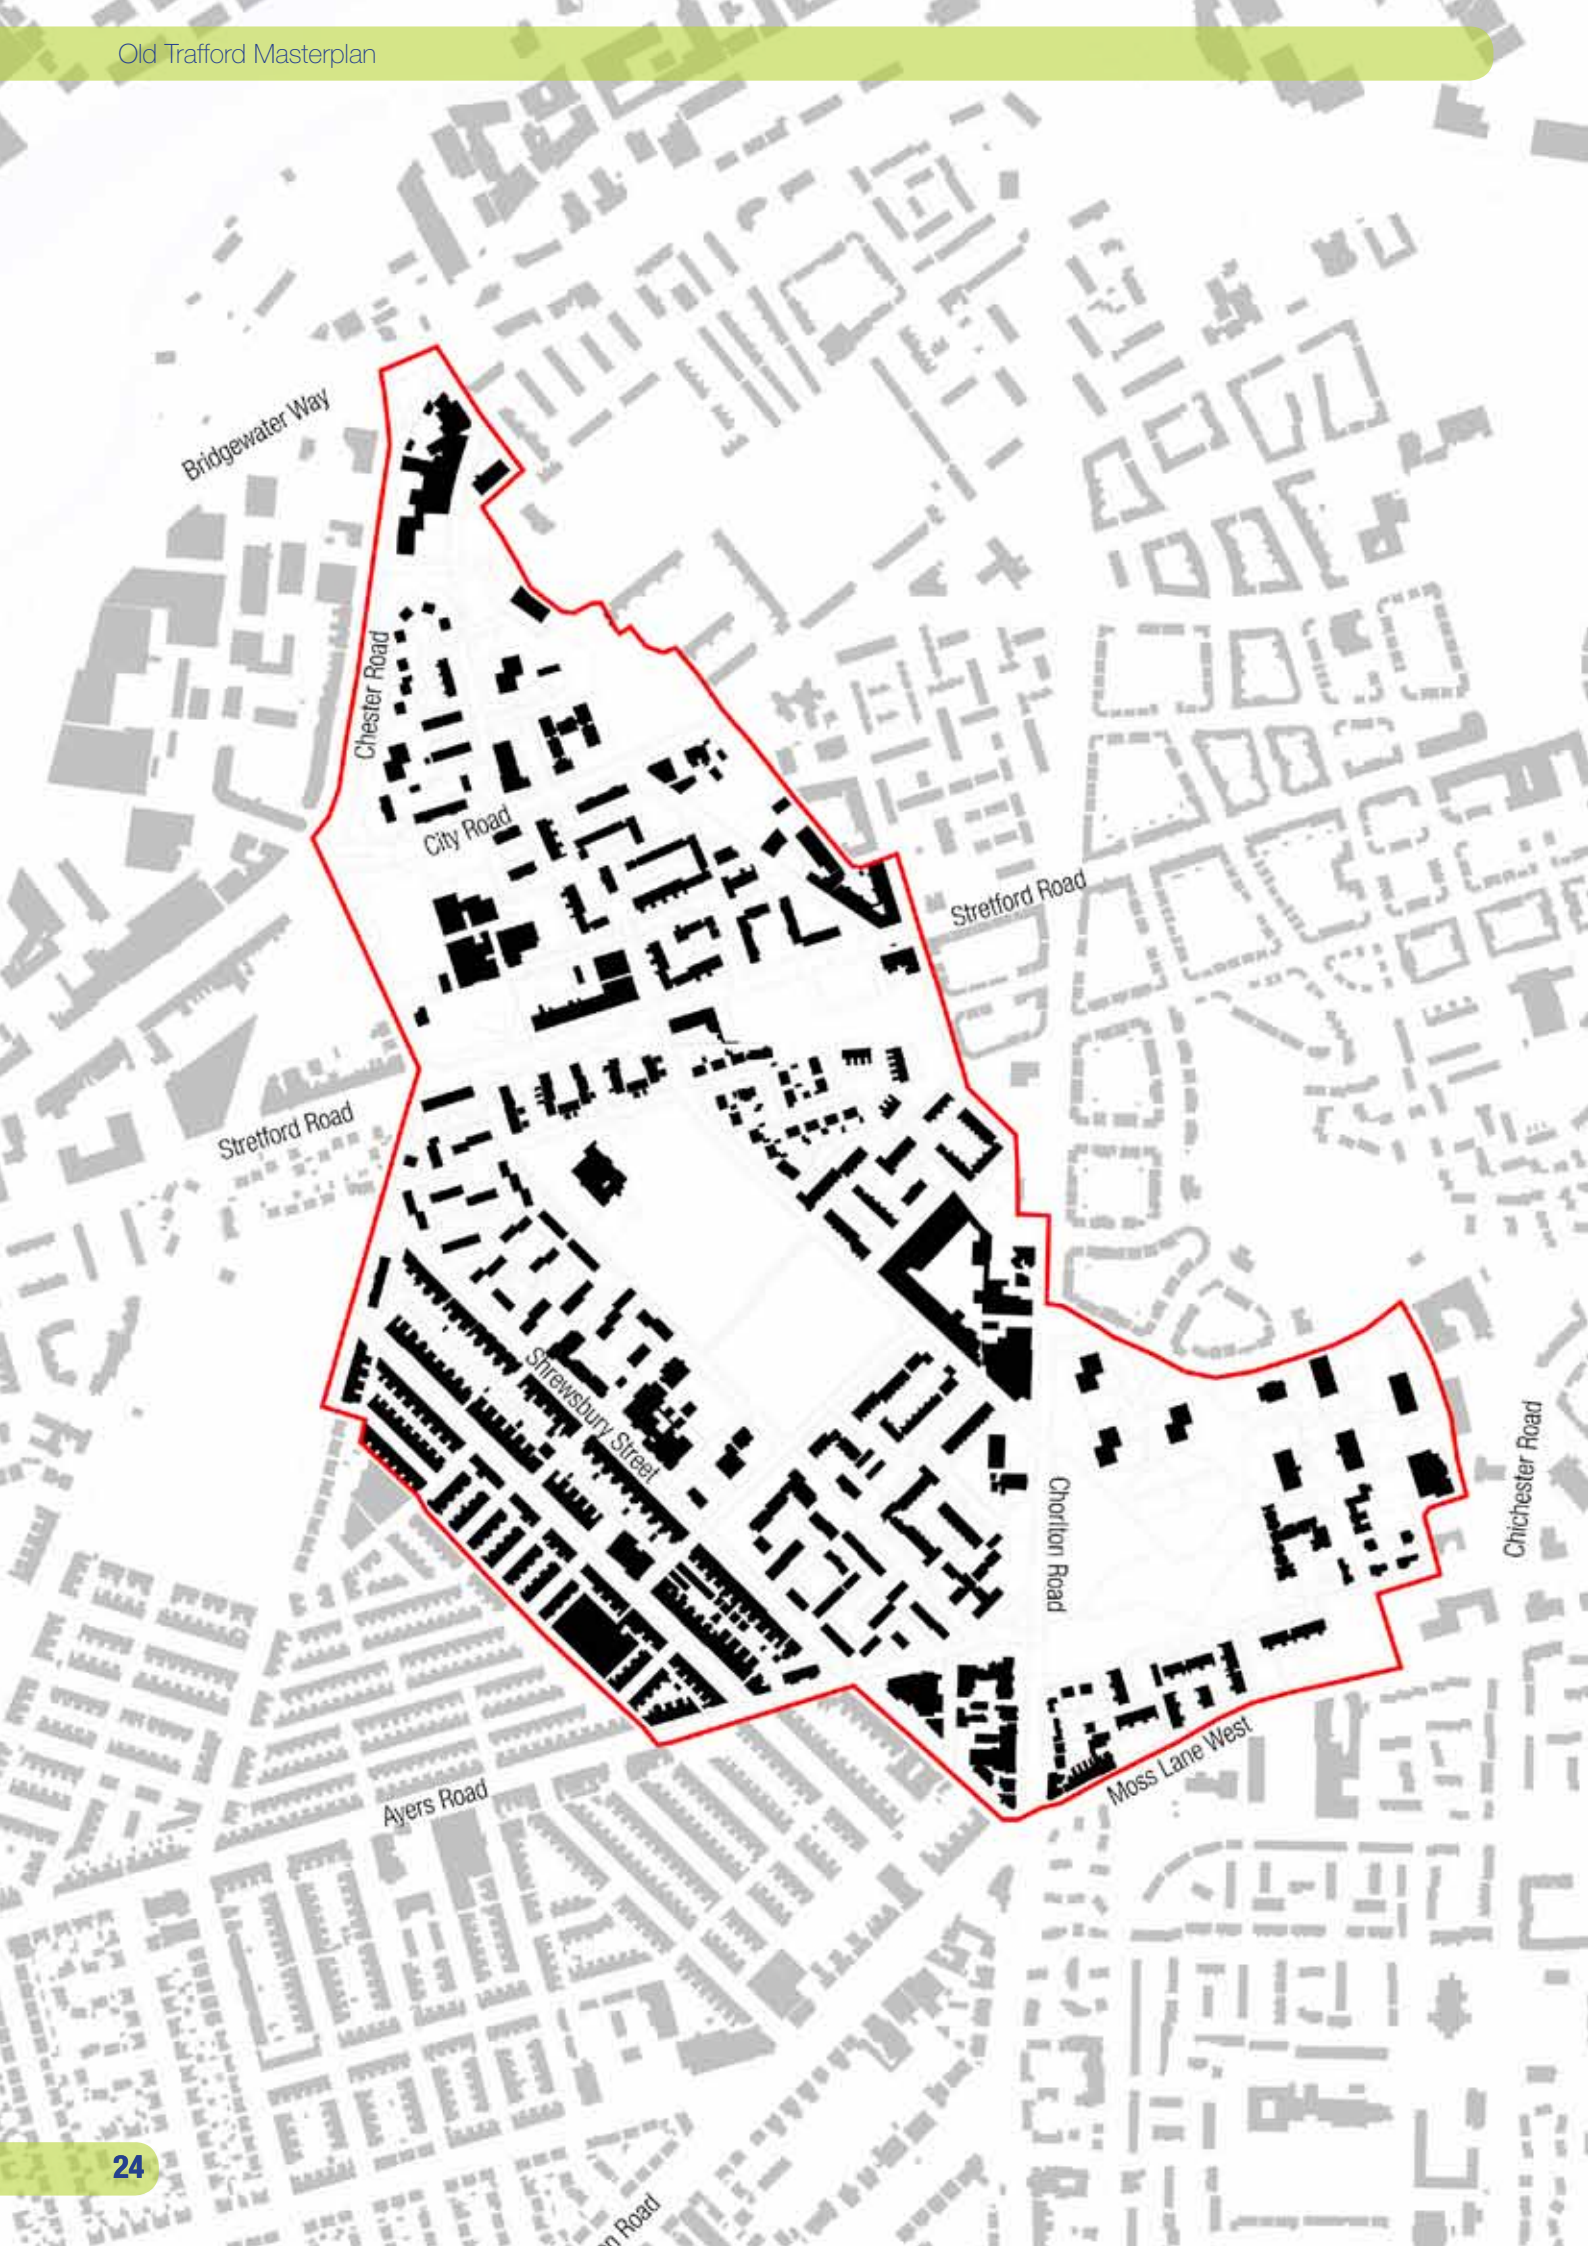 Old Trafford Masterplan
Bridgewater Way
Chester Road
City Road
Stretford Road
Stretford Road
Shrewsbury Street
Chorlton Road
Chichester Road
Moss Lane West
Ayers Road
Road
24